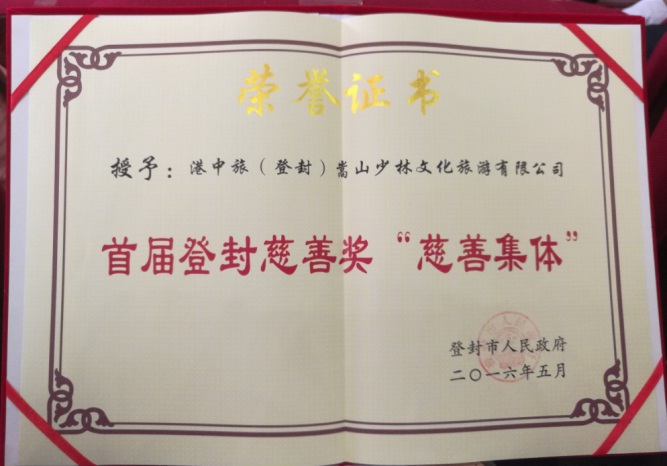 荣誉证书
授予：港中旅（登封）嵩山少林文化旅游有限公司
首届登封慈善奖“慈善集体”
登封市人民政府
二〇一六年五月